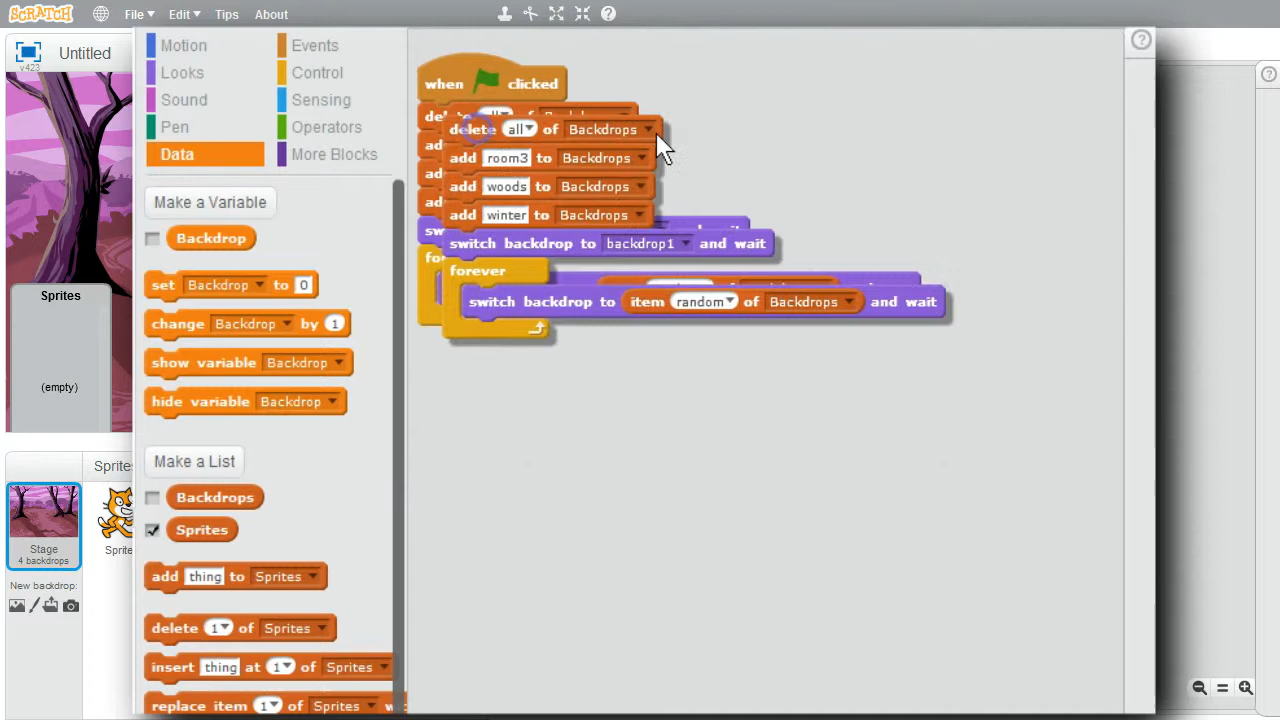 SCRATCH File Edit Tips About
Untitled
v423
Sprites
(empty)
Motion
Looks
Sound
Pen
Data
Events
Control
Sensing
Operators
More Blocks
Make a Variable
Backdrop
set Backdrop to 0
change Backdrop by 1
show variable Backdrop
hide variable Backdrop
Make a List
Backdrops
Sprites
add thing to Sprites
delete 1 of Sprites
insert thing at 1 of Sprites
replace item 1 of Sprites
when clicked
delete all of Backdrops
add room3 to Backdrops
add woods to Backdrops
add winter to Backdrops
switch backdrop to backdrop1 and wait
forever
switch backdrop to item random of Backdrops and wait
Sprites
Stage
4 backdrops
New backdrop: